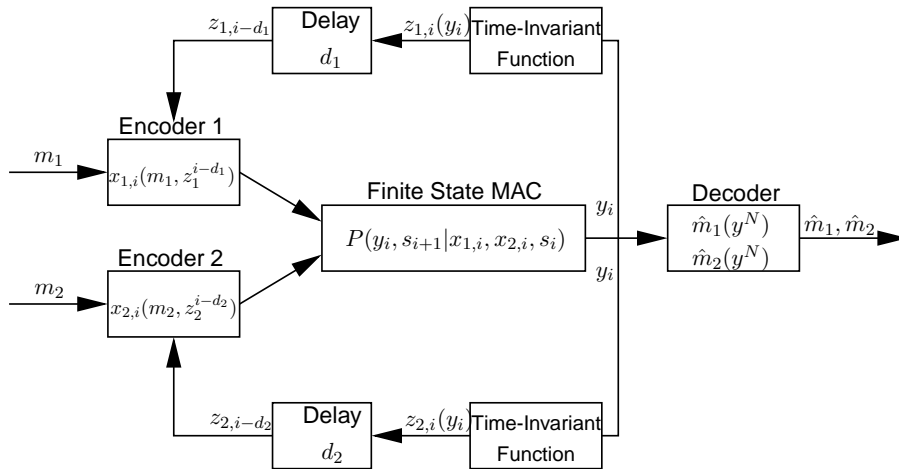 $z_{1,i-d_1}$
Delay
$d_1$
$z_{1,i}(y_i)$
Time-Invariant
Function
Encoder 1
$m_1$
$x_{1,i}(m_1, z_1^{i-d_1})$
Finite State MAC
$P(y_i, s_{i+1}|x_{1,i}, x_{2,i}, s_i)$
$y_i$
$y_i$
Decoder
$\hat{m}_1(y^N)$
$\hat{m}_2(y^N)$
$\hat{m}_1, \hat{m}_2$
Encoder 2
$m_2$
$x_{2,i}(m_2, z_2^{i-d_2})$
$z_{2,i-d_2}$
Delay
$d_2$
$z_{2,i}(y_i)$
Time-Invariant
Function